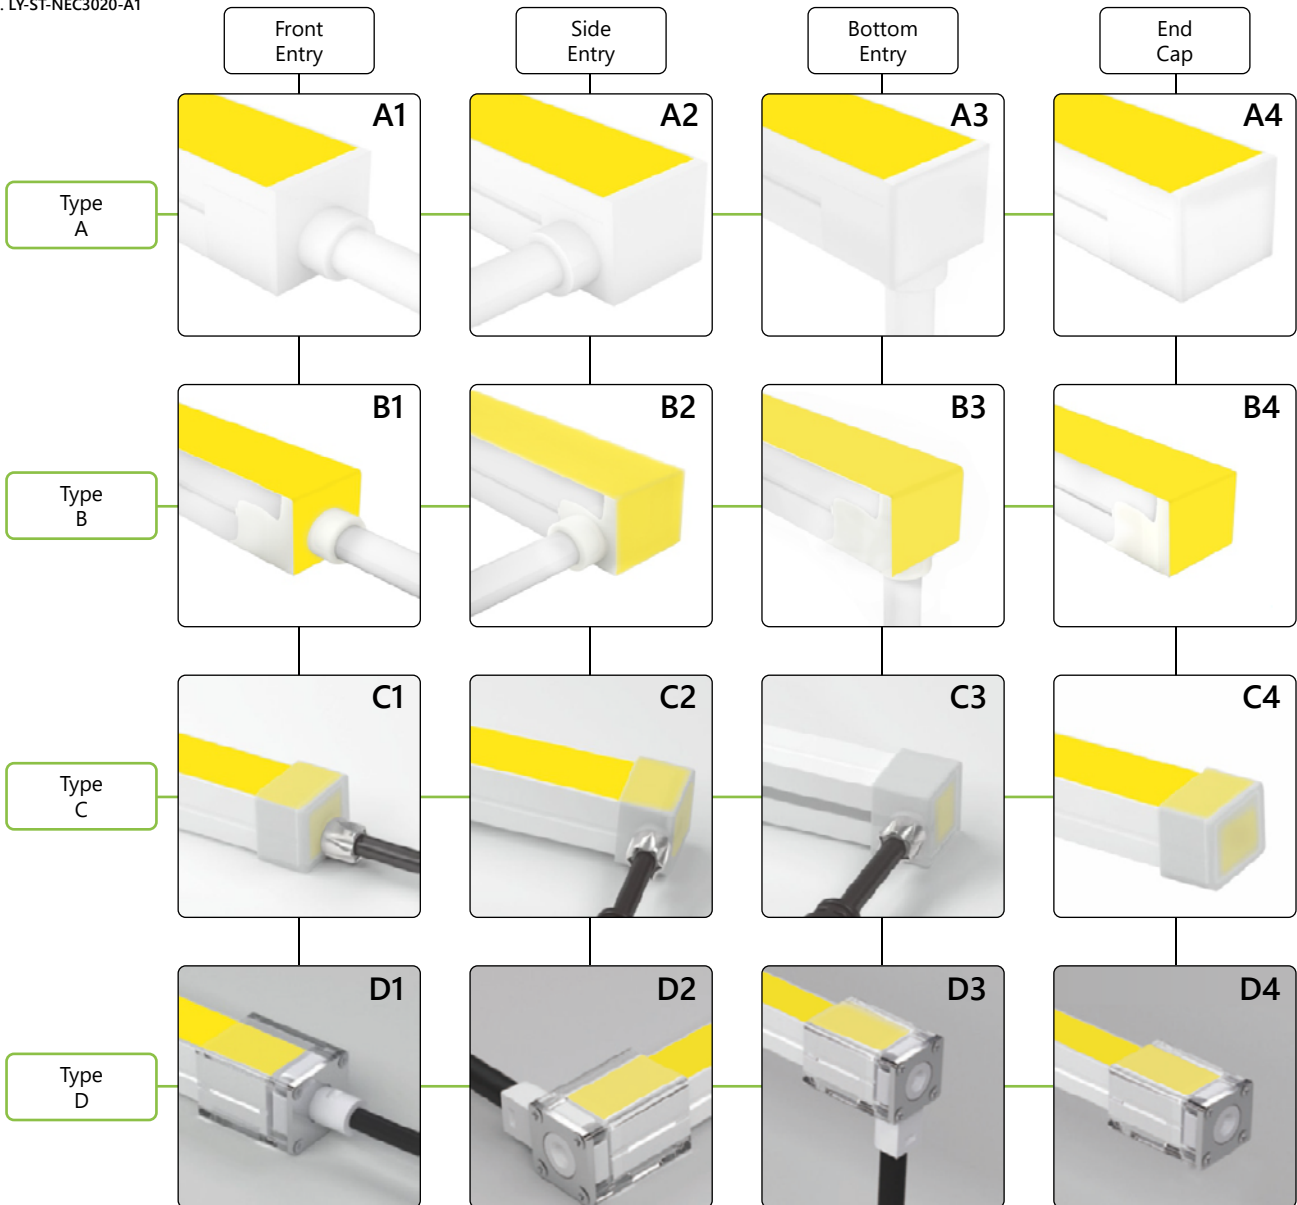 . LY-ST-NEC3020-A1
Front
Entry
Side
Entry
Bottom
Entry
End
Cap
Type
A
A1
A2
A3
A4
Type
B
B1
B2
B3
B4
Type
C
C1
C2
C3
C4
Type
D
D1
D2
D3
D4